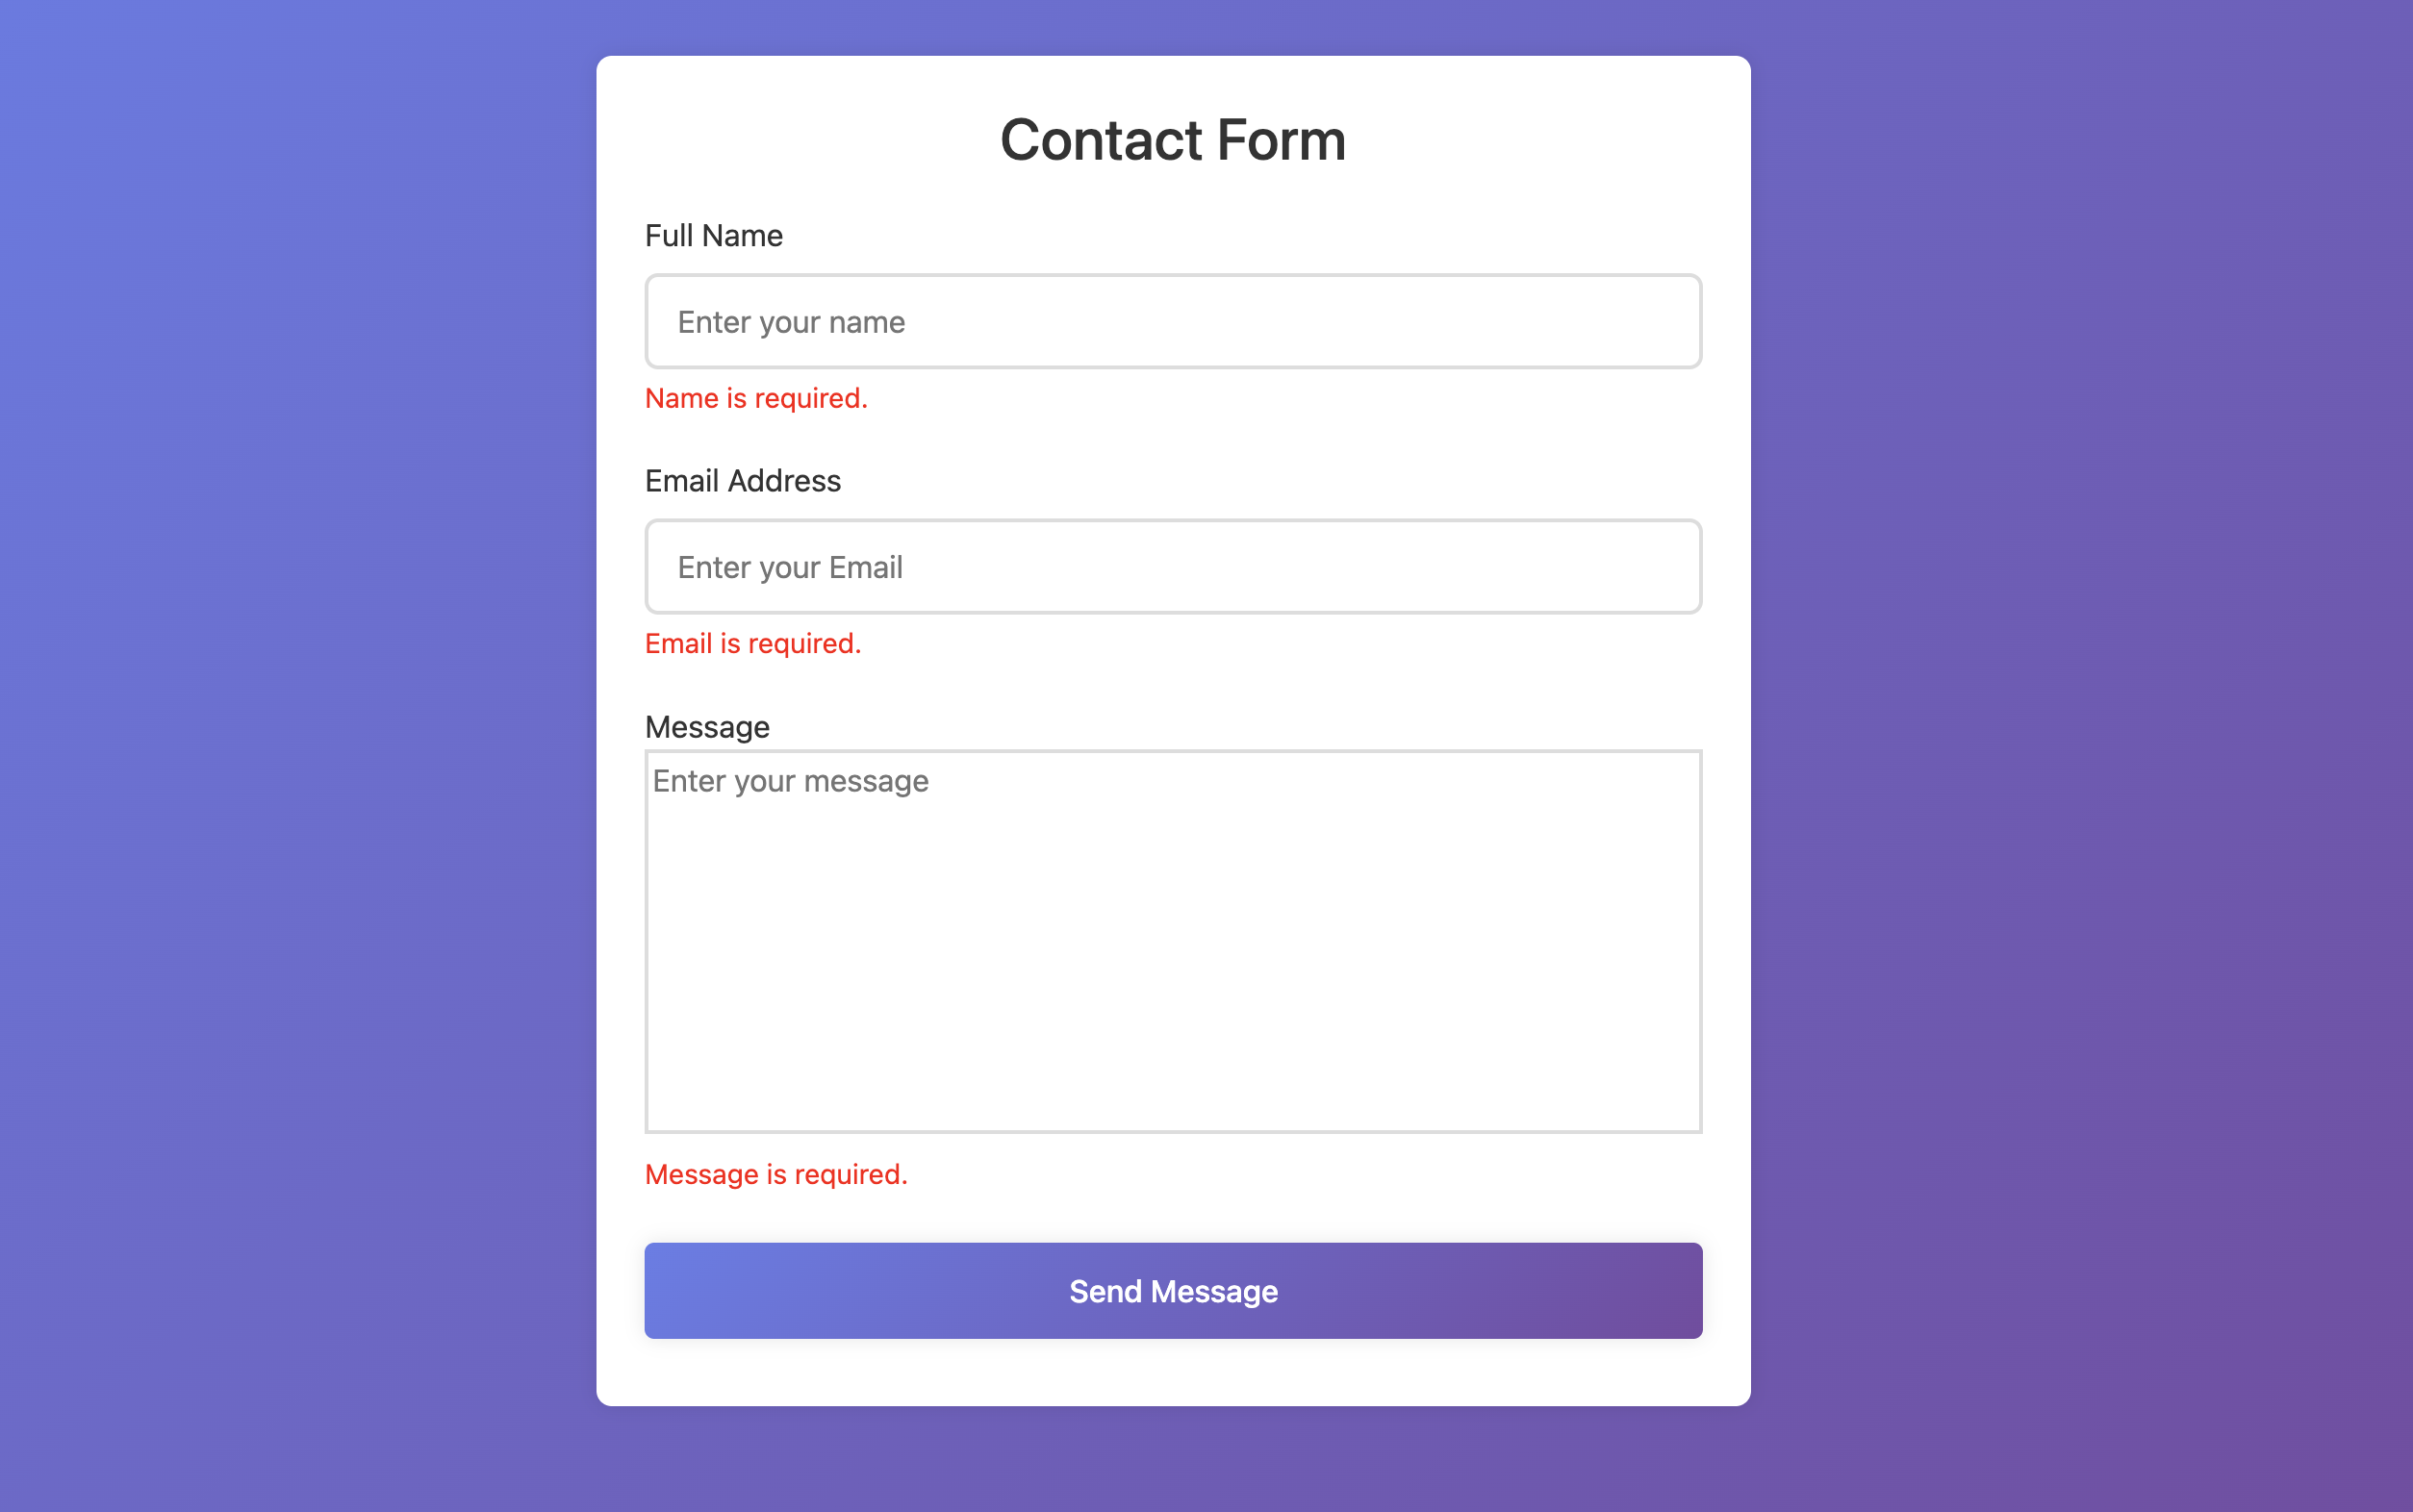 Contact Form
Full Name
Enter your name
Name is required.
Email Address
Enter your Email
Email is required.
Message
Enter your message
Message is required.
Send Message